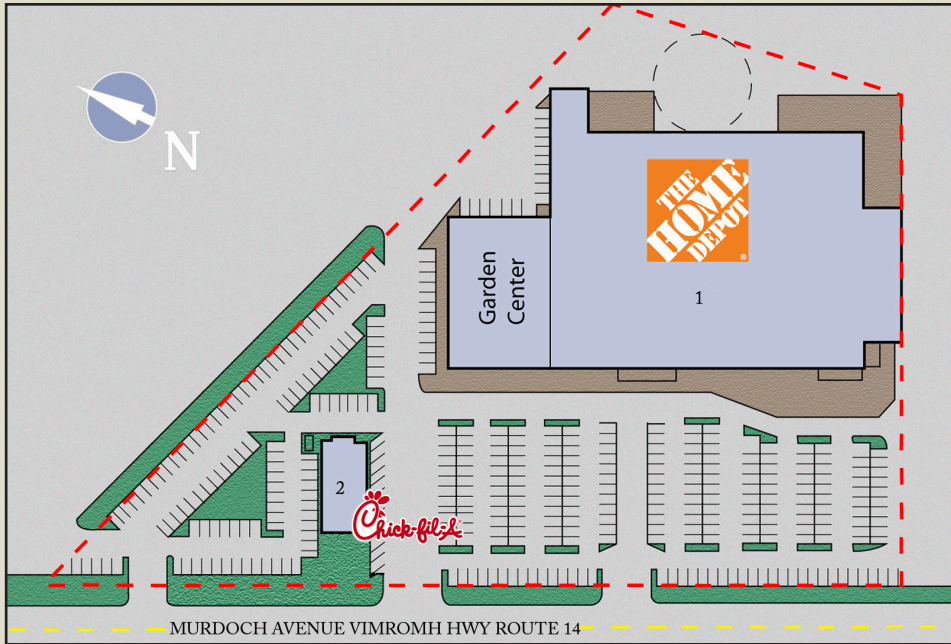 N
THE
HOME
DEPOT
®
Garden
Center
1
2
Chick-fil-A
MURDOCH AVENUE VIMROMH HWY ROUTE 14